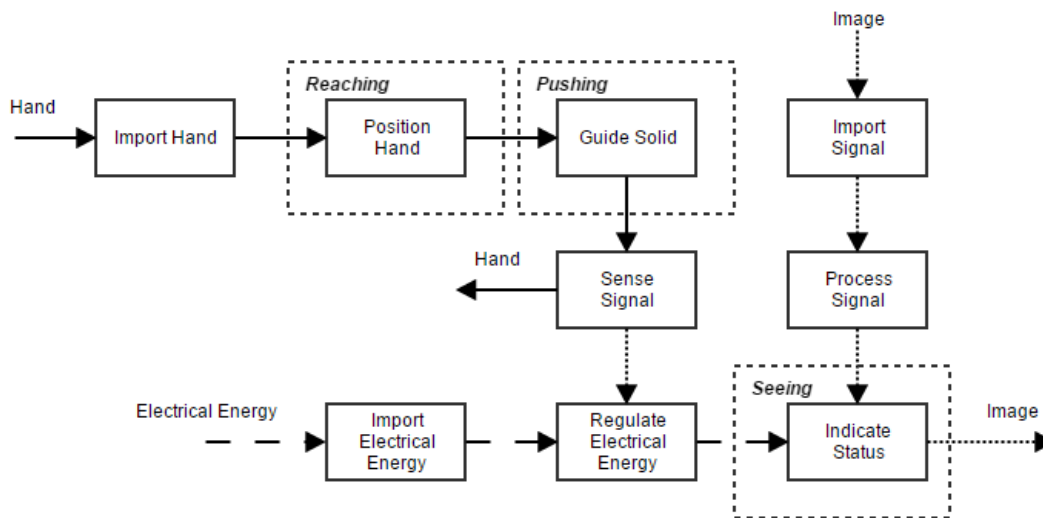 Image
Reaching
Pushing
Hand
Import Hand
Position
Hand
Guide Solid
Import
Signal
Hand
Sense
Signal
Process
Signal
Seeing
Electrical Energy
Import
Electrical
Energy
Regulate
Electrical
Energy
Indicate
Status
Image